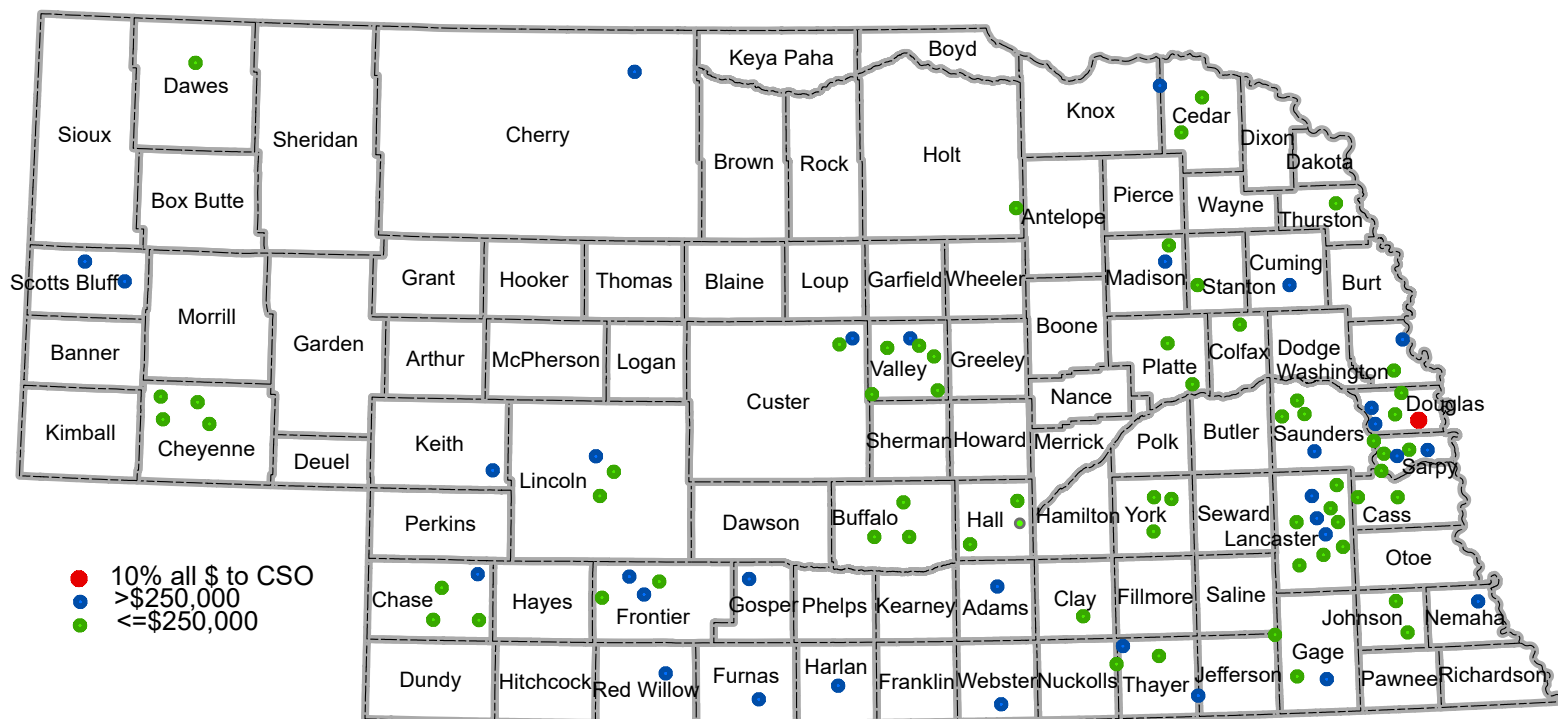 Keya Paha
Boyd
Dawes
Knox
Cedar
Sioux
Sheridan
Cherry
Brown
Rock
Holt
Dixon
Dakota
Box Butte
Antelope
Pierce
Wayne
Thurston
Scotts Bluff
Grant
Hooker
Thomas
Blaine
Loup
Garfield
Wheeler
Madison
Stanton
Cuming
Burt
Morrill
Banner
Garden
Arthur
McPherson
Logan
Custer
Valley
Greeley
Boone
Platte
Colfax
Dodge
Washington
Nance
Douglas
Kimball
Cheyenne
Deuel
Keith
Lincoln
Sherman
Howard
Merrick
Polk
Butler
Saunders
Sarpy
Perkins
Dawson
Buffalo
Hall
Hamilton
York
Seward
Lancaster
Cass
Otoe
10% all $ to CSO
>$250,000
<=$250,000
Chase
Hayes
Frontier
Gosper
Phelps
Kearney
Adams
Clay
Fillmore
Saline
Johnson
Nemaha
Gage
Dundy
Hitchcock
Red Willow
Furnas
Harlan
Franklin
Webster
Nuckolls
Thayer
Jefferson
Pawnee
Richardson